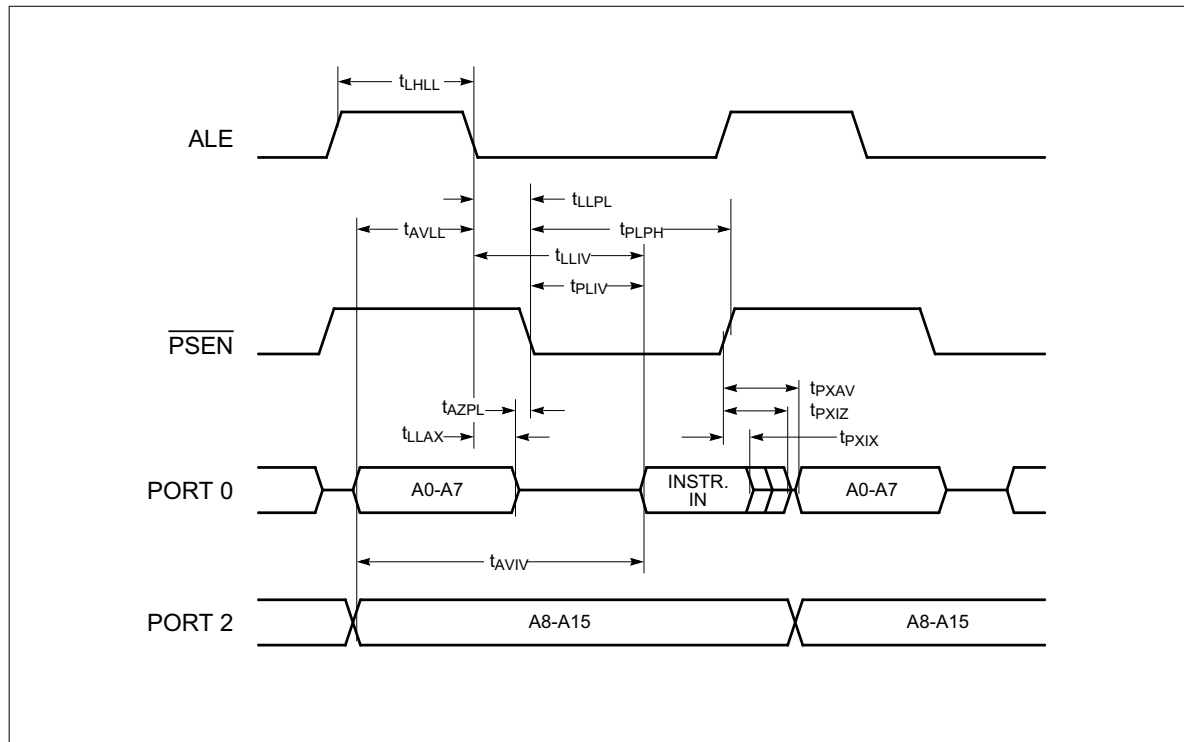 tLHLL
ALE
tLLPL
tAVLL
tPLPH
tLLIV
tPLIV
PSEN
tPXAV
tAZPL
tPXIZ
tLLAX
tPXIX
PORT 0
A0-A7
INSTR.
IN
A0-A7
tAVIV
PORT 2
A8-A15
A8-A15